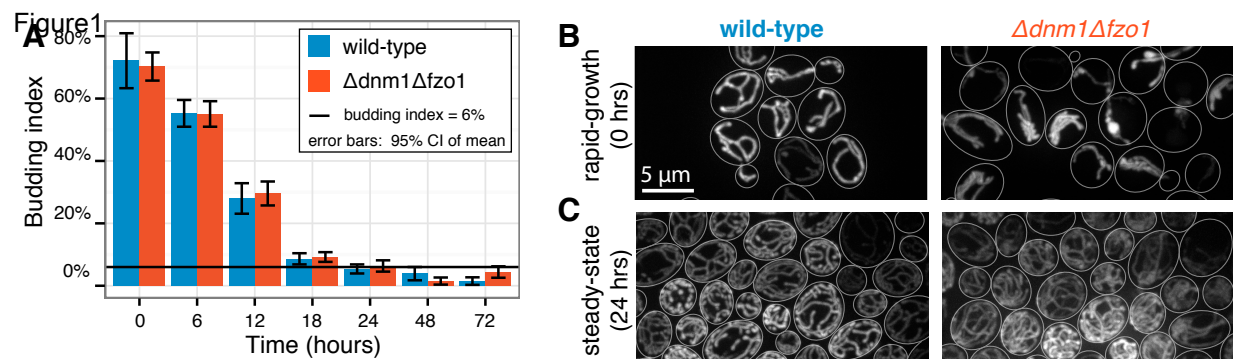 Figure1
A
80%
60%
40%
20%
0%
Budding index
wild-type
Δdnm1Δfzo1
budding index = 6%
error bars: 95% CI of mean
0 6 12 18 24 48 72
Time (hours)
B
wild-type
Δdnm1Δfzo1
rapid-growth
(0 hrs)
5 µm
C
steady-state
(24 hrs)